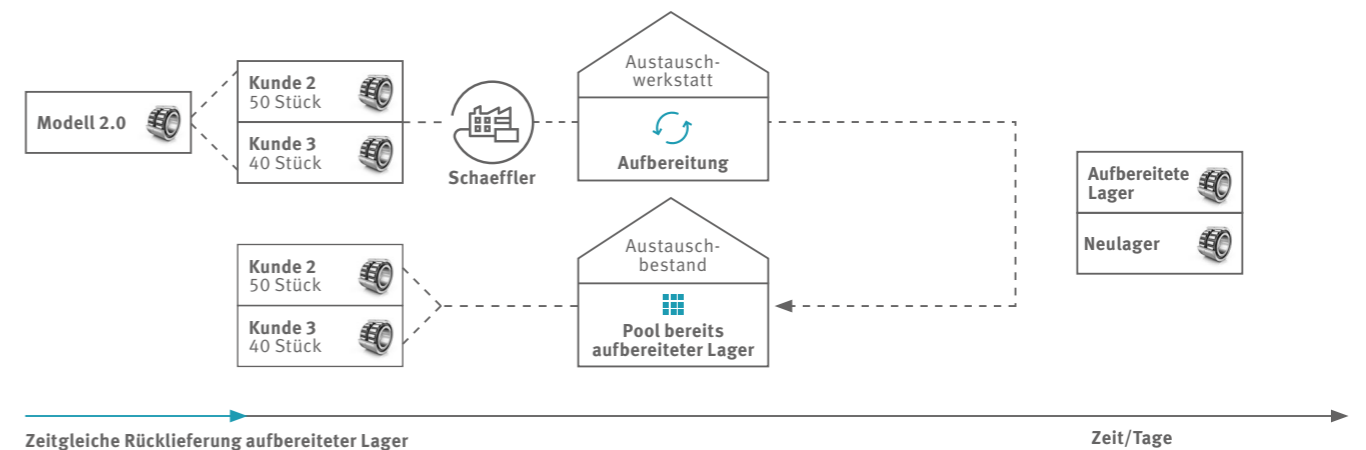 Modell 2.0
Kunde 2
50 Stück
Kunde 3
40 Stück
Schaeffler
Austausch-
werkstatt
Aufbereitung
Kunde 2
50 Stück
Kunde 3
40 Stück
Austausch-
bestand
Pool bereits
aufbereiteter Lager
Aufbereitete
Lager
Neulager
Zeitgleiche Rücklieferung aufbereiteter Lager
Zeit/Tage